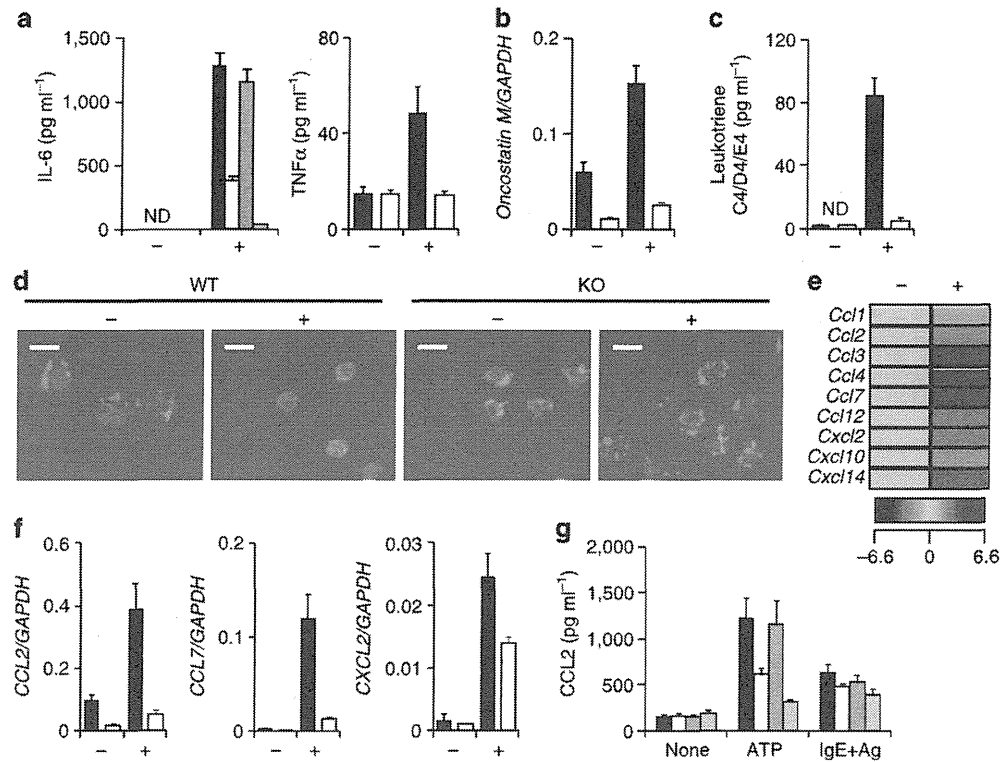 a
IL-6 (pg ml⁻¹)
1,500
1,000
500
0
ND
– +
TNFα (pg ml⁻¹)
80
40
0
– +
b
Oncostatin M/GAPDH
0.2
0.1
0
– +
c
Leukotriene
C4/D4/E4 (pg ml⁻¹)
120
80
40
0
ND
– +
d
WT KO
– + – +
e
– +
Ccl1
Ccl2
Ccl3
Ccl4
Ccl7
Ccl12
Cxcl2
Cxcl10
Cxcl14
–6.6 0 6.6
f
CCL2/GAPDH
0.6
0.4
0.2
0
– +
CCL7/GAPDH
0.2
0.1
0
– +
CXCL2/GAPDH
0.03
0.02
0.01
0
– +
g
CCL2 (pg ml⁻¹)
2,000
1,500
1,000
500
0
None ATP IgE+Ag